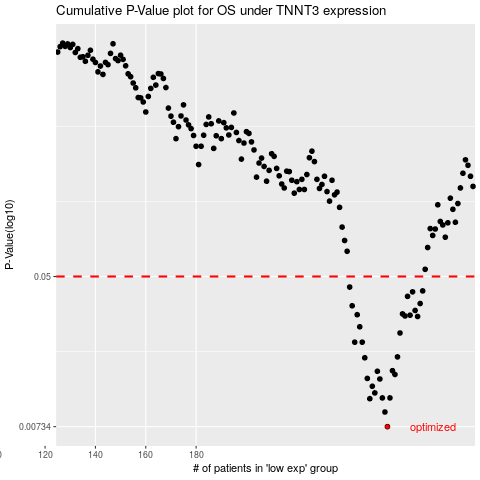 Cumulative P-Value plot for OS under TNNT3 expression
P-Value(log10)
0.05
0.00734
optimized
0
120
140
160
180
# of patients in 'low exp' group